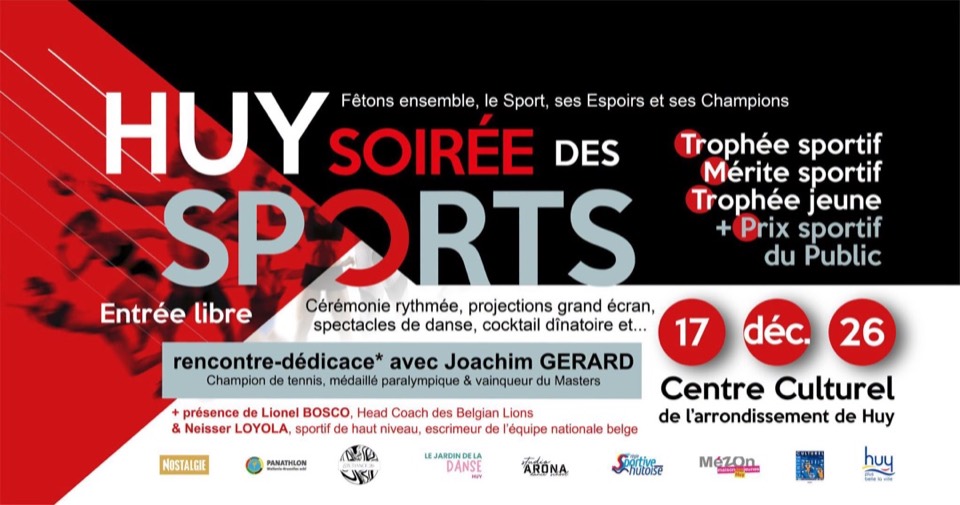 Fêtons ensemble, le Sport, ses Espoirs et ses Champions
HUY SOIRÉE DES
SPORTS
Trophée sportif
Mérite sportif
Trophée jeune
+ Prix sportif
du Public
Entrée libre
Cérémonie rythmée, projections grand écran,
spectacles de danse, cocktail dînatoire et...
rencontre-dédicace* avec Joachim GERARD
Champion de tennis, médaillé paralympique & vainqueur du Masters
+ présence de Lionel BOSCO, Head Coach des Belgian Lions
& Neisser LOYOLA, sportif de haut niveau, escrimeur de l'équipe nationale belge
17 déc. 26
Centre Culturel
de l'arrondissement de Huy
NOSTALGIE
PANATHLON
LE JARDIN DE LA
DANSE
HUY
studio
ARONA
Sportive
hutoise
MéZOn
huy